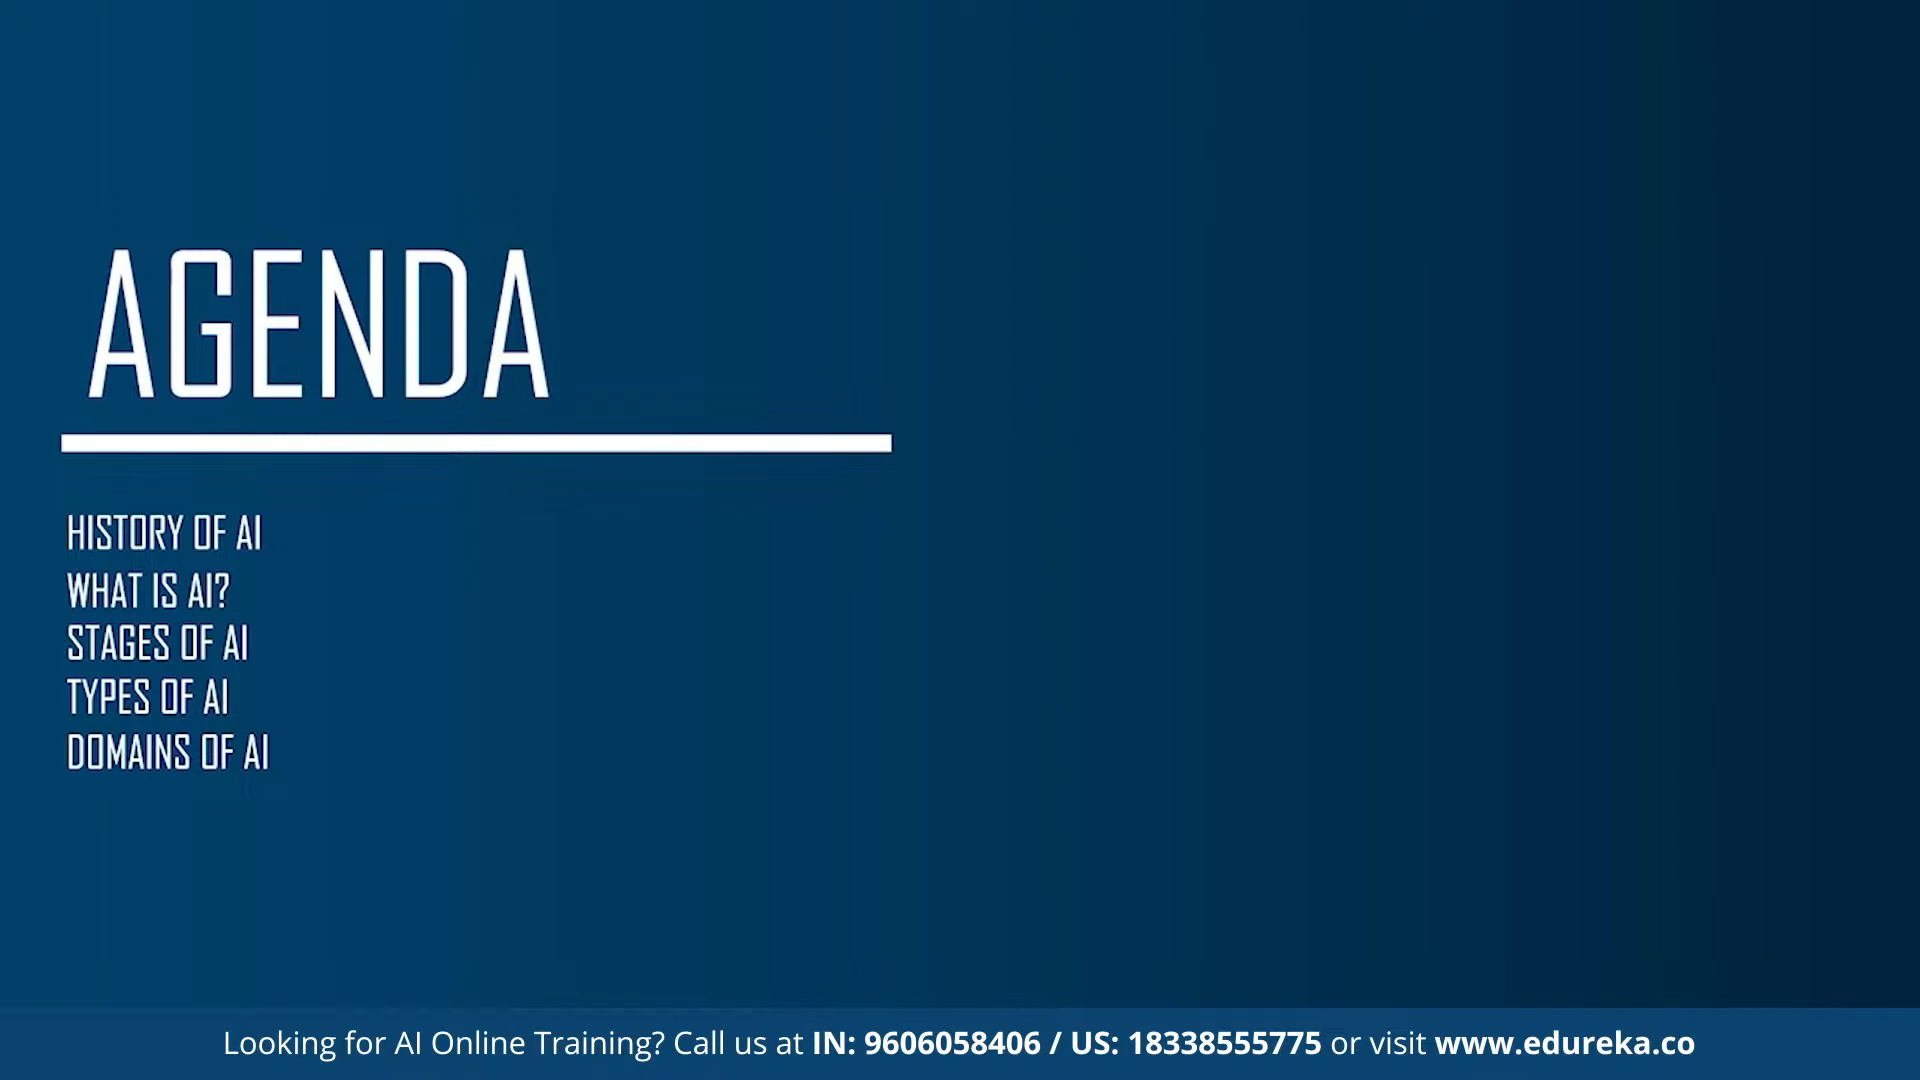 AGENDA
HISTORY OF AI
WHAT IS AI?
STAGES OF AI
TYPES OF AI
DOMAINS OF AI
Looking for AI Online Training? Call us at IN: 9606058406 / US: 18338555775 or visit www.edureka.co